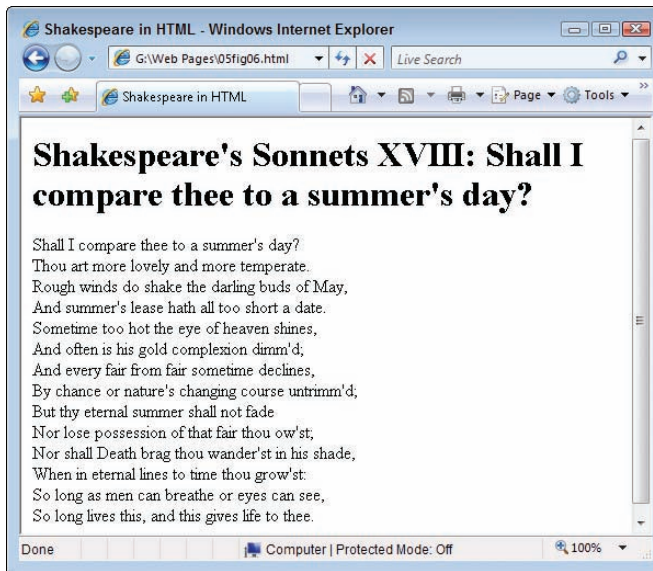 Shakespeare in HTML - Windows Internet Explorer
G:\Web Pages\05fig06.html Live Search
Shakespeare in HTML Page Tools
Shakespeare's Sonnets XVIII: Shall I
compare thee to a summer's day?
Shall I compare thee to a summer's day?
Thou art more lovely and more temperate.
Rough winds do shake the darling buds of May,
And summer's lease hath all too short a date.
Sometime too hot the eye of heaven shines,
And often is his gold complexion dimm'd;
And every fair from fair sometime declines,
By chance or nature's changing course untrimm'd;
But thy eternal summer shall not fade
Nor lose possession of that fair thou ow'st;
Nor shall Death brag thou wander'st in his shade,
When in eternal lines to time thou grow'st:
So long as men can breathe or eyes can see,
So long lives this, and this gives life to thee.
Done Computer | Protected Mode: Off 100%